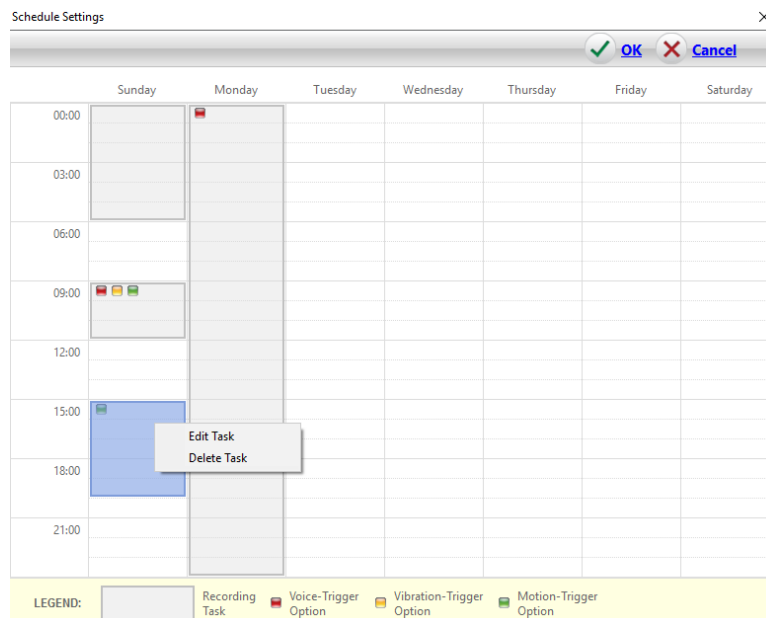 Schedule Settings
OK Cancel
Sunday Monday Tuesday Wednesday Thursday Friday Saturday
00:00
03:00
06:00
09:00
12:00
15:00
Edit Task
Delete Task
18:00
21:00
LEGEND:
Recording
Task
Voice-Trigger
Option
Vibration-Trigger
Option
Motion-Trigger
Option